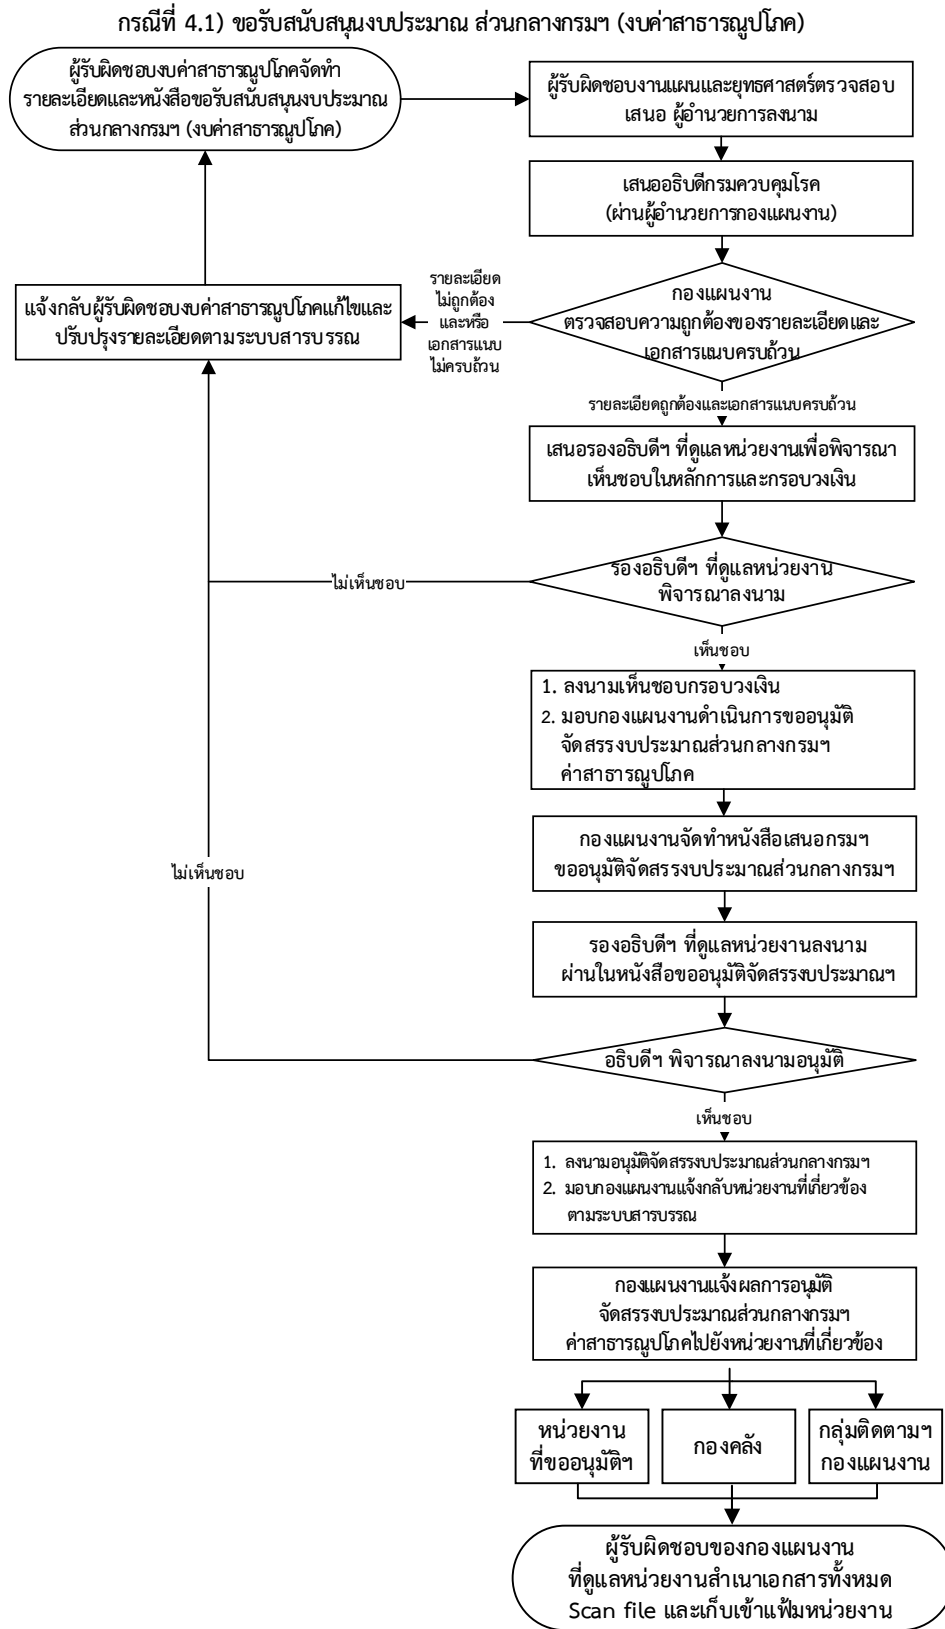 กรณีที่ 4.1) ขอรับสนับสนุนงบประมาณ ส่วนกลางกรมฯ (งบค่าสาธารณูปโภค)
ผู้รับผิดชอบงบค่าสาธารณูปโภคจัดทำ
รายละเอียดและหนังสือขอรับสนับสนุนงบประมาณ
ส่วนกลางกรมฯ (งบค่าสาธารณูปโภค)
ผู้รับผิดชอบงานแผนและยุทธศาสตร์ตรวจสอบ
เสนอ ผู้อำนวยการลงนาม
เสนออธิบดีกรมควบคุมโรค
(ผ่านผู้อำนวยการกองแผนงาน)
แจ้งกลับผู้รับผิดชอบงบค่าสาธารณูปโภคแก้ไขและ
ปรับปรุงรายละเอียดตามระบบสารบรรณ
รายละเอียด
ไม่ถูกต้อง
และหรือ
เอกสารแนบ
ไม่ครบถ้วน
กองแผนงาน
ตรวจสอบความถูกต้องของรายละเอียดและ
เอกสารแนบครบถ้วน
รายละเอียดถูกต้องและเอกสารแนบครบถ้วน
เสนอรองอธิบดีฯ ที่ดูแลหน่วยงานเพื่อพิจารณา
เห็นชอบในหลักการและกรอบวงเงิน
ไม่เห็นชอบ
รองอธิบดีฯ ที่ดูแลหน่วยงาน
พิจารณาลงนาม
เห็นชอบ
1. ลงนามเห็นชอบกรอบวงเงิน
2. มอบกองแผนงานดำเนินการขออนุมัติ
จัดสรรงบประมาณส่วนกลางกรมฯ
ค่าสาธารณูปโภค
กองแผนงานจัดทำหนังสือเสนอกรมฯ
ขออนุมัติจัดสรรงบประมาณส่วนกลางกรมฯ
ไม่เห็นชอบ
รองอธิบดีฯ ที่ดูแลหน่วยงานลงนาม
ผ่านในหนังสือขออนุมัติจัดสรรงบประมาณฯ
อธิบดีฯ พิจารณาลงนามอนุมัติ
เห็นชอบ
1. ลงนามอนุมัติจัดสรรงบประมาณส่วนกลางกรมฯ
2. มอบกองแผนงานแจ้งกลับหน่วยงานที่เกี่ยวข้อง
ตามระบบสารบรรณ
กองแผนงานแจ้งผลการอนุมัติ
จัดสรรงบประมาณส่วนกลางกรมฯ
ค่าสาธารณูปโภคไปยังหน่วยงานที่เกี่ยวข้อง
หน่วยงาน
ที่ขออนุมัติฯ
กองคลัง
กลุ่มติดตามฯ
กองแผนงาน
ผู้รับผิดชอบของกองแผนงาน
ที่ดูแลหน่วยงานสำเนาเอกสารทั้งหมด
Scan file และเก็บเข้าแฟ้มหน่วยงาน